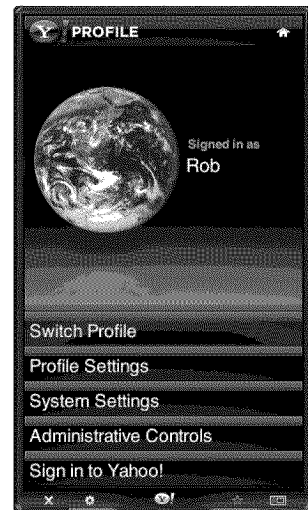 Y! PROFILE
Signed in as
Rob
Switch Profile
Profile Settings
System Settings
Administrative Controls
Sign in to Yahoo!
Y!